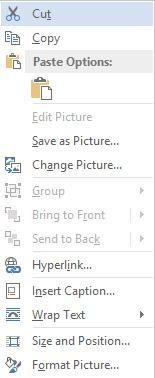 Cut
Copy
Paste Options:
Edit Picture
Save as Picture...
Change Picture...
Group
Bring to Front
Send to Back
Hyperlink...
Insert Caption...
Wrap Text
Size and Position...
Format Picture...